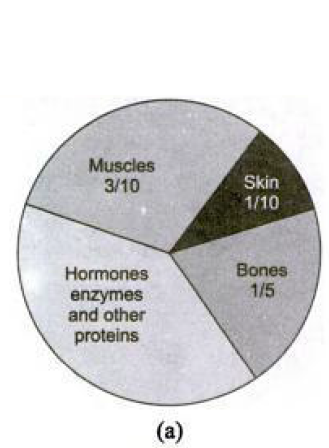 Muscles
3/10
Skin
1/10
Bones
1/5
Hormones
enzymes
and other
proteins
(a)